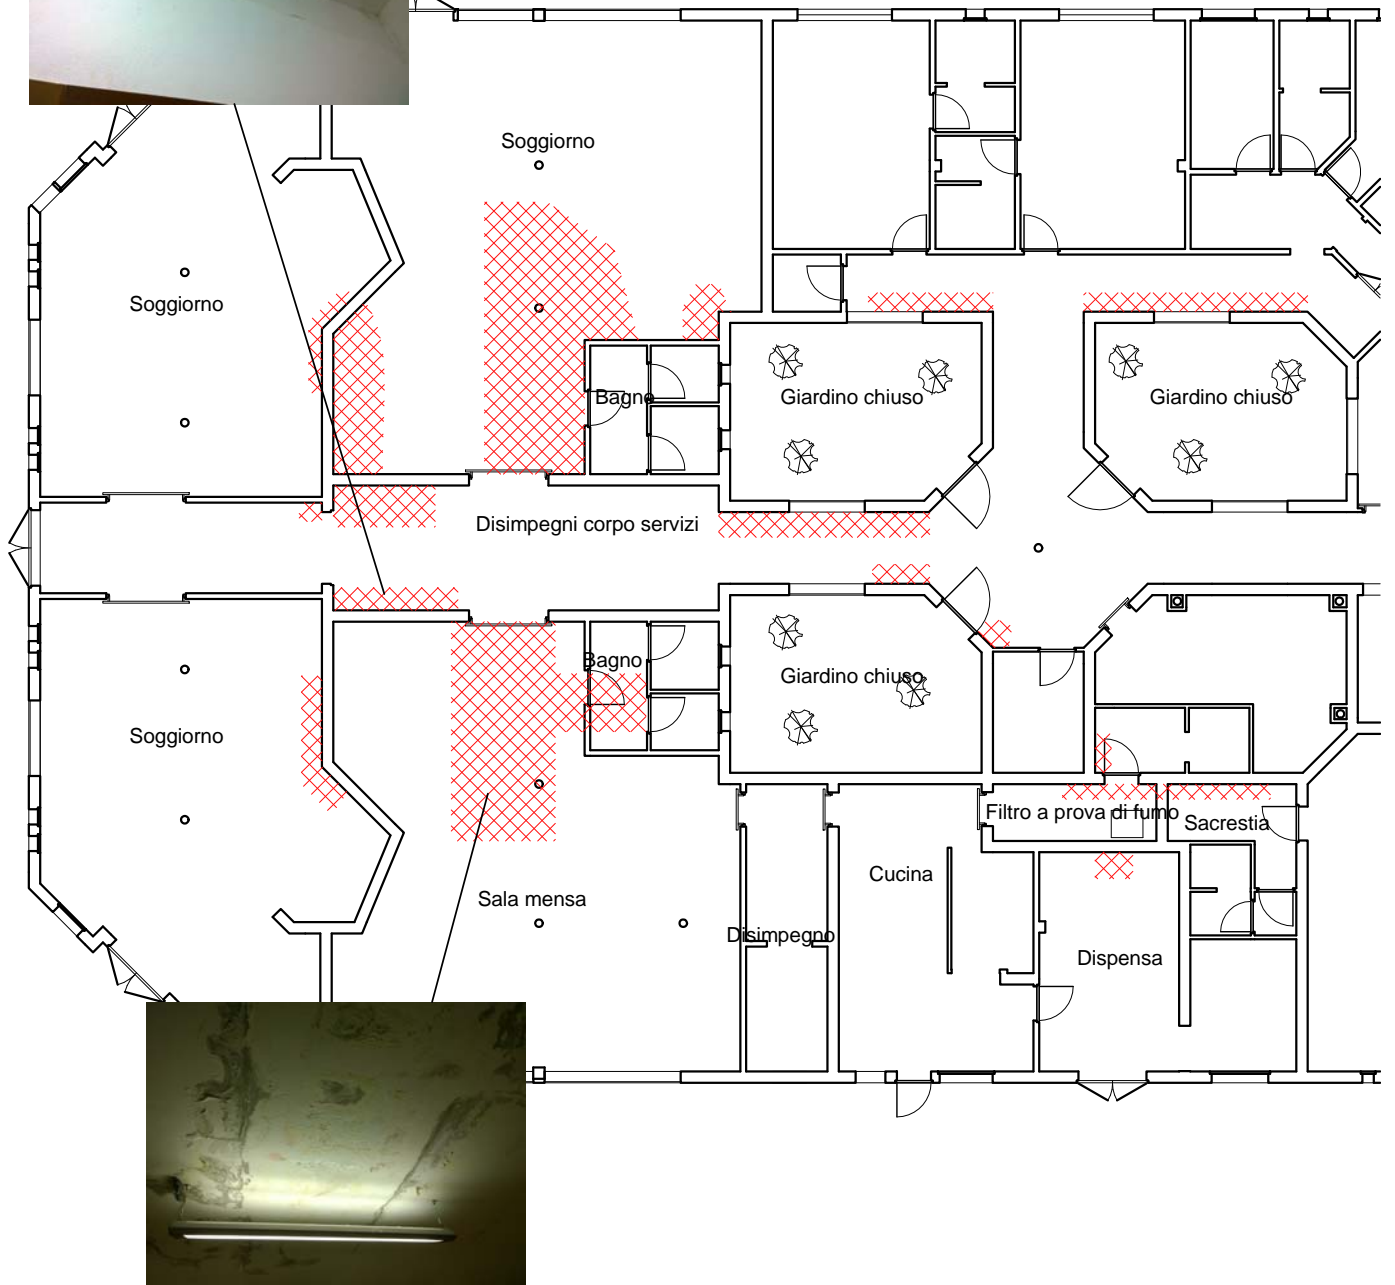 Soggiorno
Soggiorno
Bagno
Giardino chiuso
Giardino chiuso
Disimpegni corpo servizi
Bagno
Giardino chiuso
Soggiorno
Filtro a prova di fumo
Sacrestia
Cucina
Sala mensa
Disimpegno
Dispensa